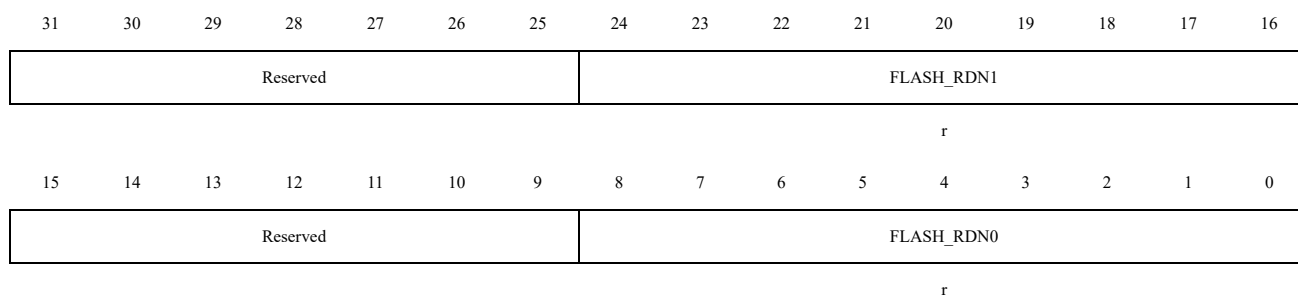 31 30 29 28 27 26 25 24 23 22 21 20 19 18 17 16
Reserved FLASH_RDN1
r
15 14 13 12 11 10 9 8 7 6 5 4 3 2 1 0
Reserved FLASH_RDN0
r